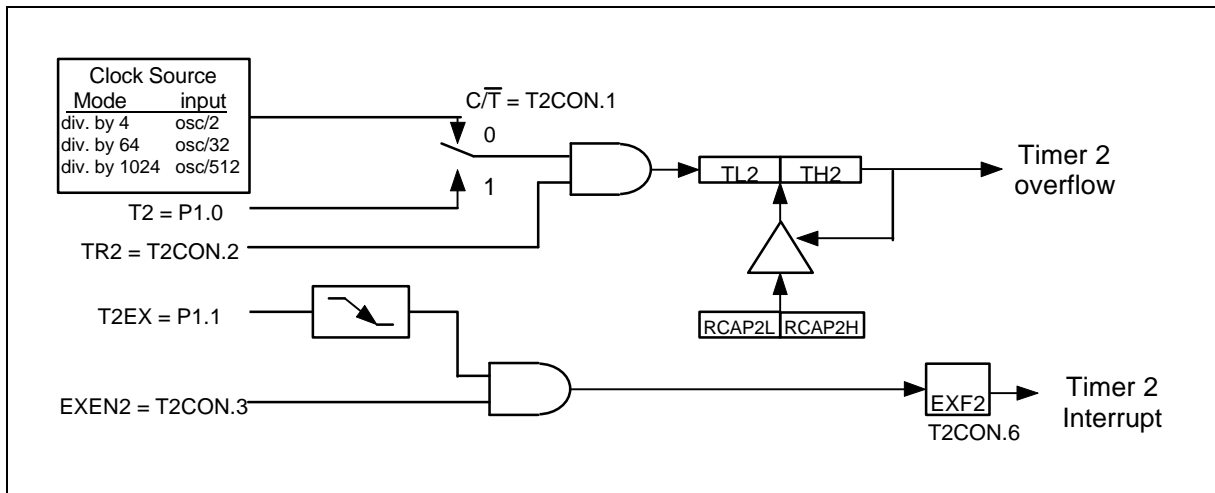 Clock Source
Mode input
div. by 4 osc/2
div. by 64 osc/32
div. by 1024 osc/512
C/T̅ = T2CON.1
0
1
T2 = P1.0
TR2 = T2CON.2
TL2 TH2
Timer 2
overflow
T2EX = P1.1
RCAP2L RCAP2H
EXEN2 = T2CON.3
EXF2
T2CON.6
Timer 2
Interrupt